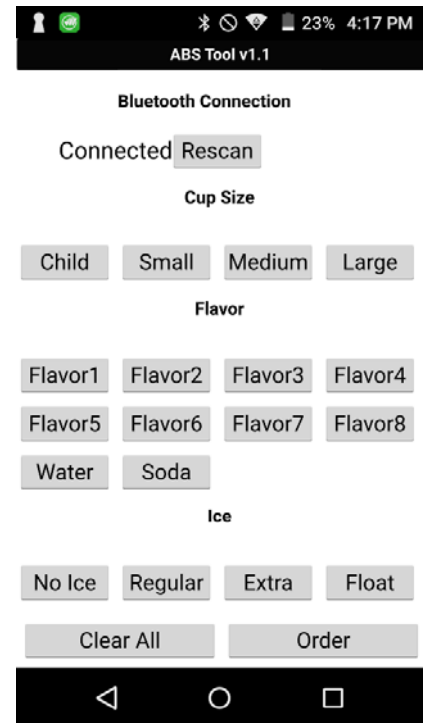 23% 4:17 PM
ABS Tool v1.1
Bluetooth Connection
Connected Rescan
Cup Size
Child Small Medium Large
Flavor
Flavor1 Flavor2 Flavor3 Flavor4
Flavor5 Flavor6 Flavor7 Flavor8
Water Soda
Ice
No Ice Regular Extra Float
Clear All Order